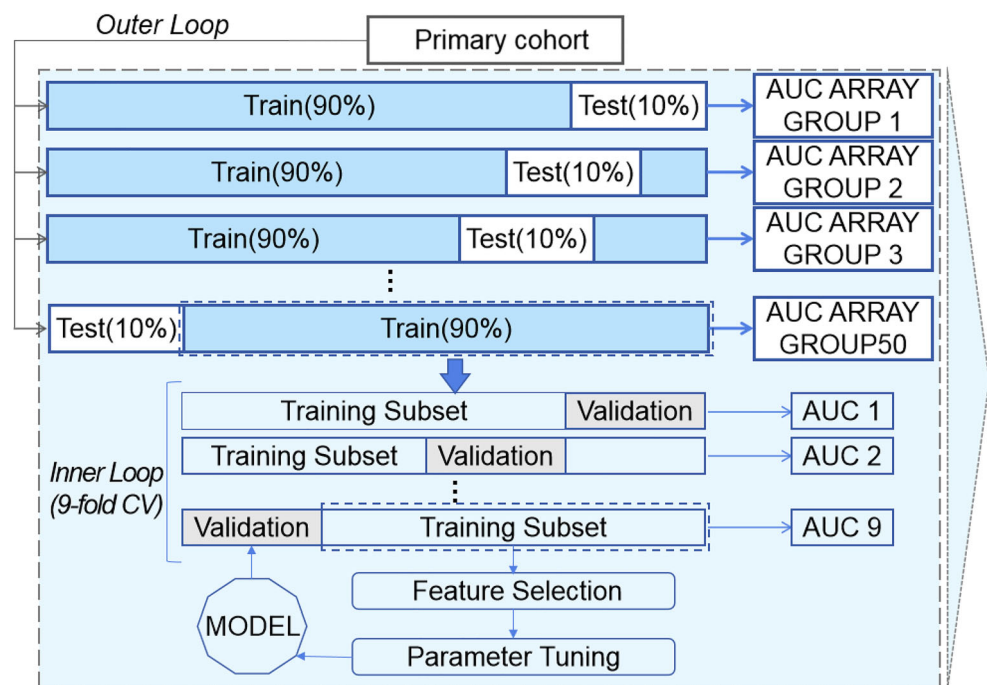 Outer Loop
Primary cohort
Train(90%)
Test(10%)
AUC ARRAY
GROUP 1
Train(90%)
Test(10%)
AUC ARRAY
GROUP 2
Train(90%)
Test(10%)
AUC ARRAY
GROUP 3
Test(10%)
Train(90%)
AUC ARRAY
GROUP50
Inner Loop
(9-fold CV)
Training Subset
Validation
AUC 1
Training Subset
Validation
AUC 2
Validation
Training Subset
AUC 9
Feature Selection
MODEL
Parameter Tuning